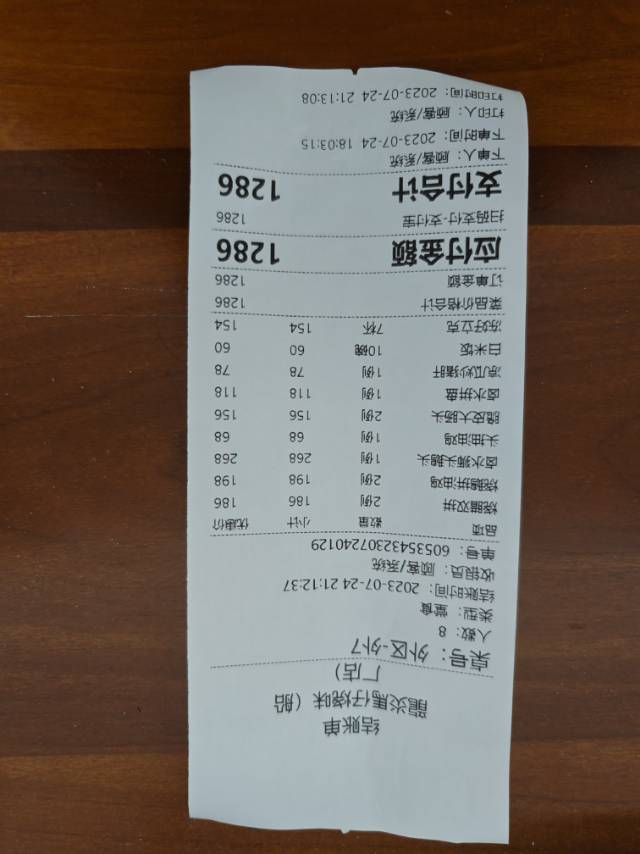 结账单
龍炎馬仔烧味（船
厂店）
桌号：外区-外7
人数：8
类型：堂食
结账时间：2023-07-24 21:12:37
收银员：顾客/系统
单号：60535432307240129
品项 数量 小计 优惠价
烧腊双拼 2例 186 186
烧鹅拼油鸡 2例 198 198
卤水狮头鹅头 1例 268 268
头抽油鸡 1例 68 68
脆皮大肠头 2例 156 156
卤水拼盘 1例 118 118
凉瓜炒猪肝 1例 78 78
白米饭 10碗 60 60
冻好立克 7杯 154 154
菜品价格合计 1286
订单金额 1286
应付金额 1286
扫码支付-支付宝 1286
支付合计 1286
下单人：顾客/系统
下单时间：2023-07-24 18:03:15
打印人：顾客/系统
打印时间：2023-07-24 21:13:08